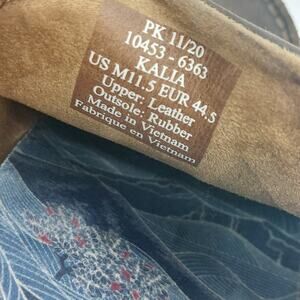 PK 11/20
10453 - 6363
KALIA
US M11.5 EUR 44.5
Upper: Leather
Outsole: Rubber
Made in Vietnam
Fabrique en Vietnam